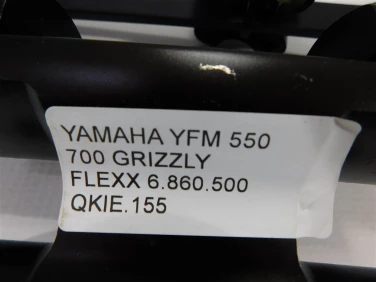 YAMAHA YFM 550
700 GRIZZLY
FLEXX 6.860.500
QKIE.155